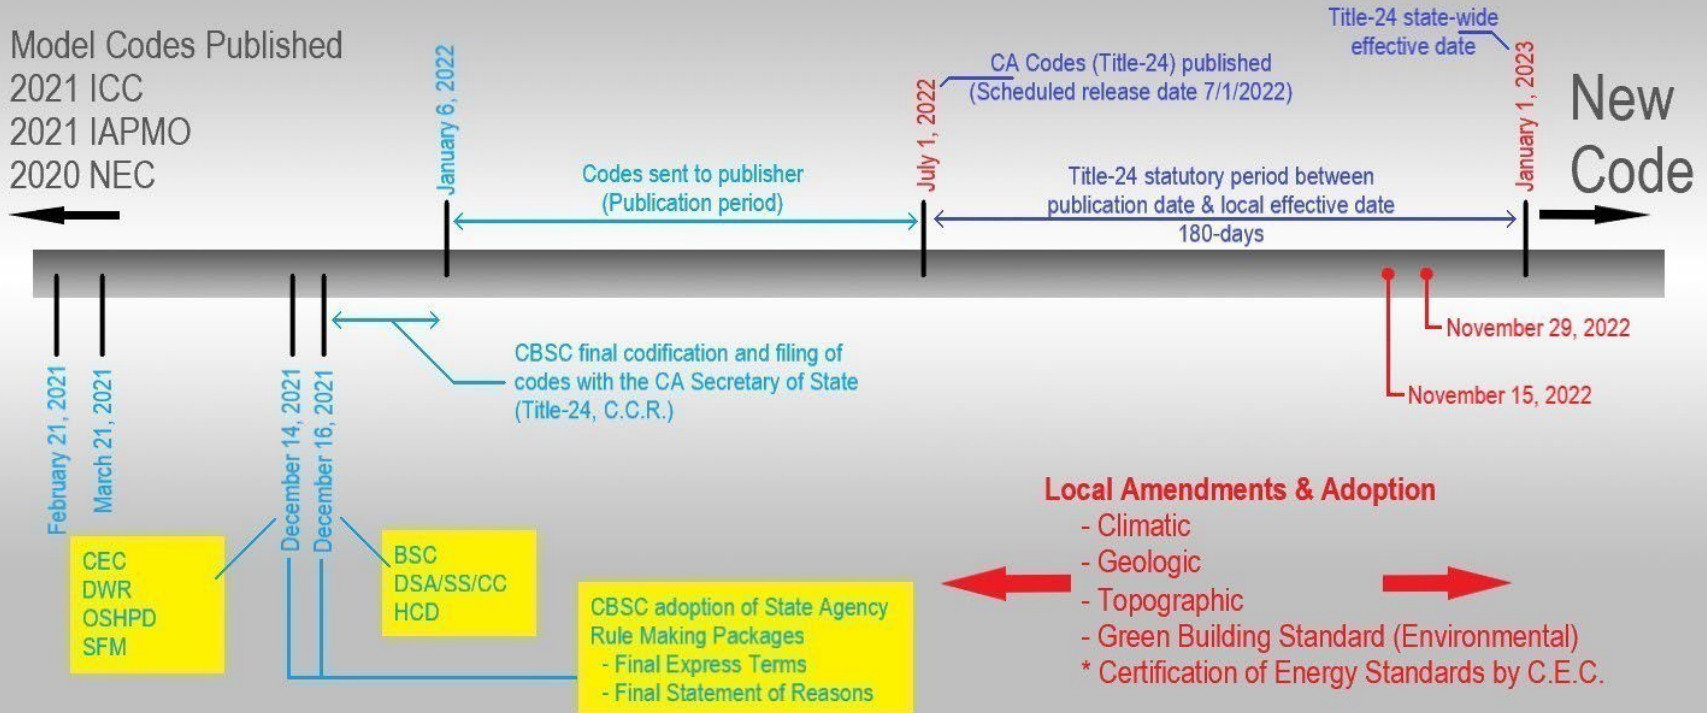 Model Codes Published
2021 ICC
2021 IAPMO
2020 NEC
January 6, 2022
Codes sent to publisher
(Publication period)
July 1, 2022
CA Codes (Title-24) published
(Scheduled release date 7/1/2022)
Title-24 statutory period between
publication date & local effective date
180-days
Title-24 state-wide
effective date
January 1, 2023
New
Code
February 21, 2021
March 21, 2021
December 14, 2021
December 16, 2021
CBSC final codification and filing of
codes with the CA Secretary of State
(Title-24, C.C.R.)
November 29, 2022
November 15, 2022
CEC
DWR
OSHPD
SFM
BSC
DSA/SS/CC
HCD
CBSC adoption of State Agency
Rule Making Packages
- Final Express Terms
- Final Statement of Reasons
Local Amendments & Adoption
- Climatic
- Geologic
- Topographic
- Green Building Standard (Environmental)
* Certification of Energy Standards by C.E.C.